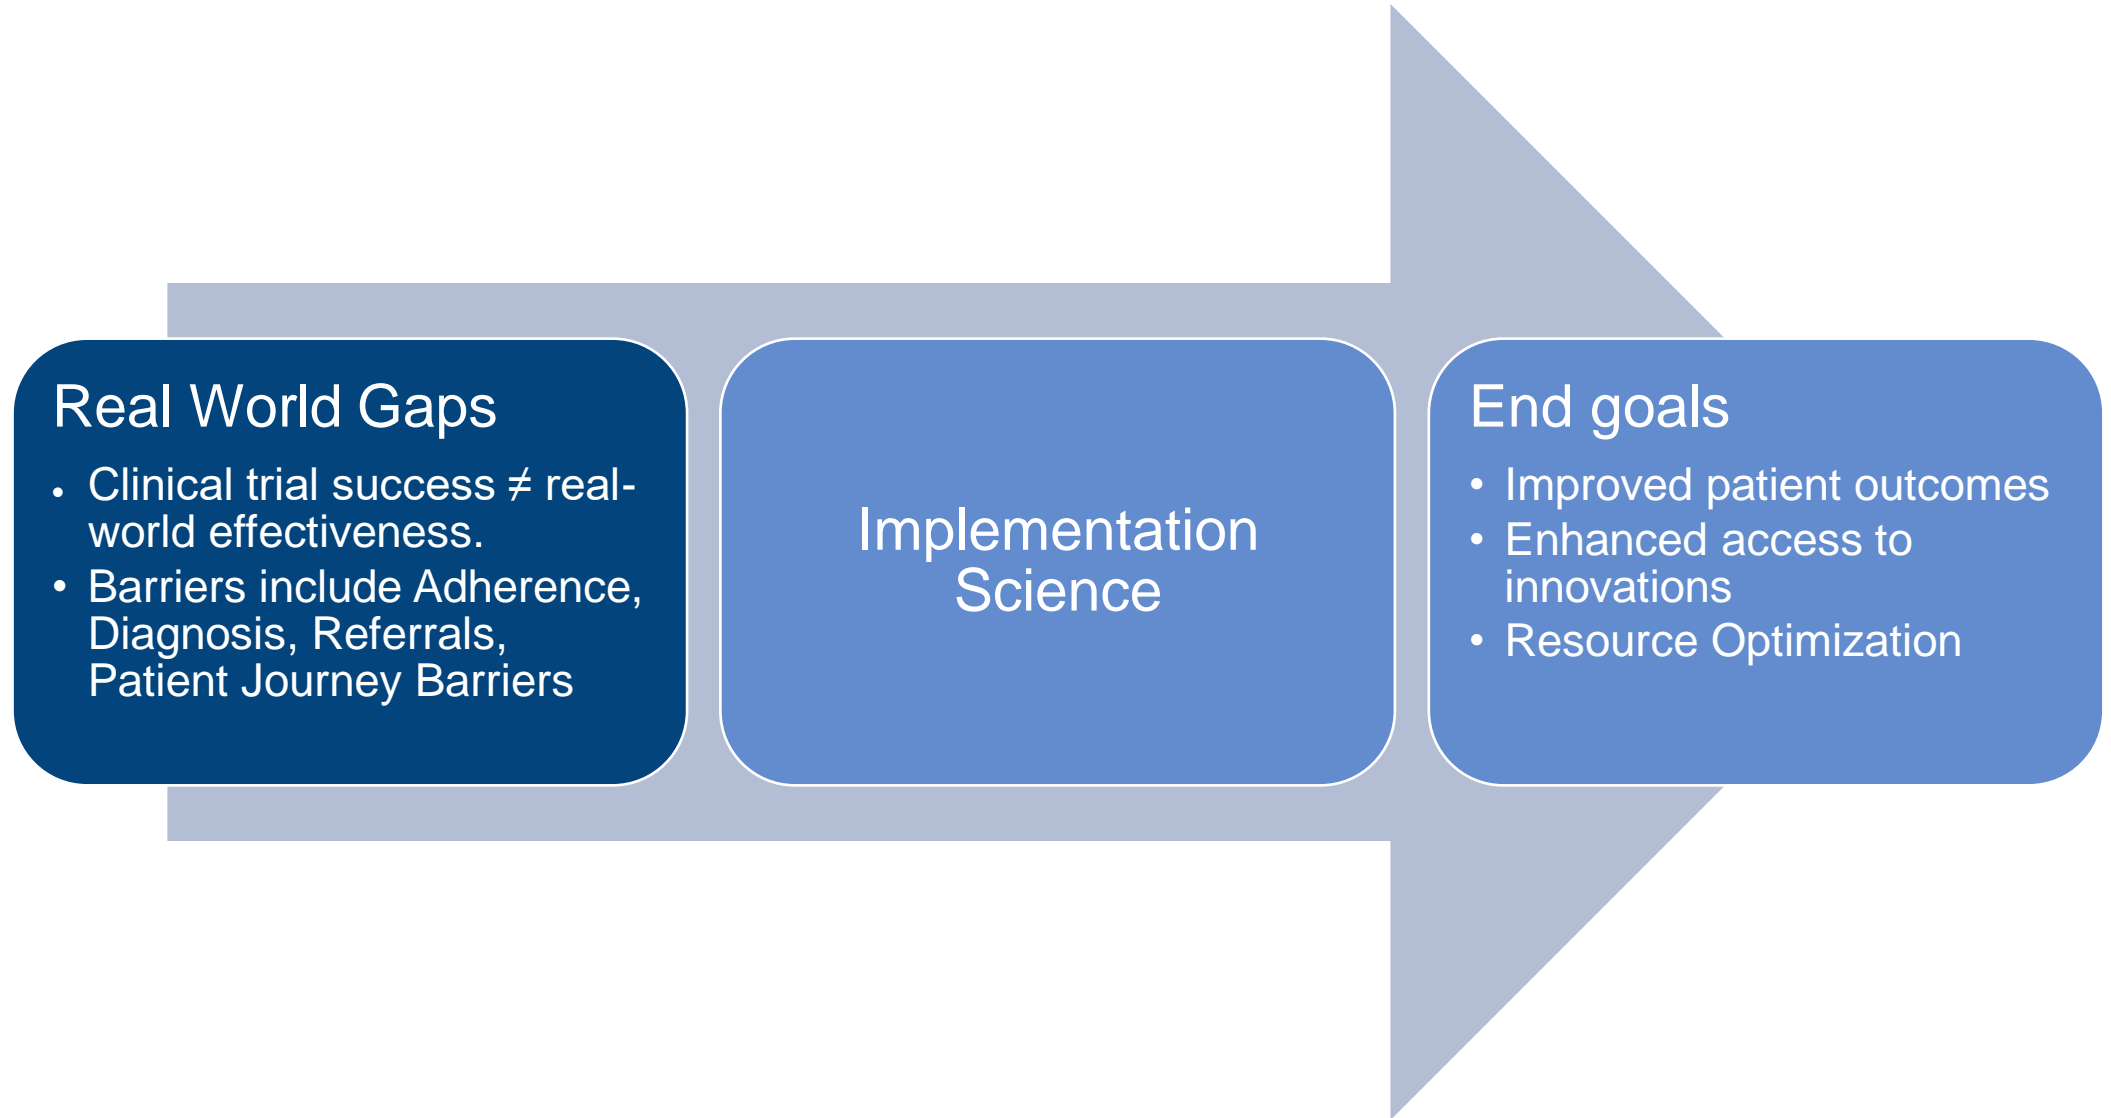 Real World Gaps
• Clinical trial success ≠ real-
world effectiveness.
• Barriers include Adherence,
Diagnosis, Referrals,
Patient Journey Barriers
Implementation
Science
End goals
• Improved patient outcomes
• Enhanced access to
innovations
• Resource Optimization